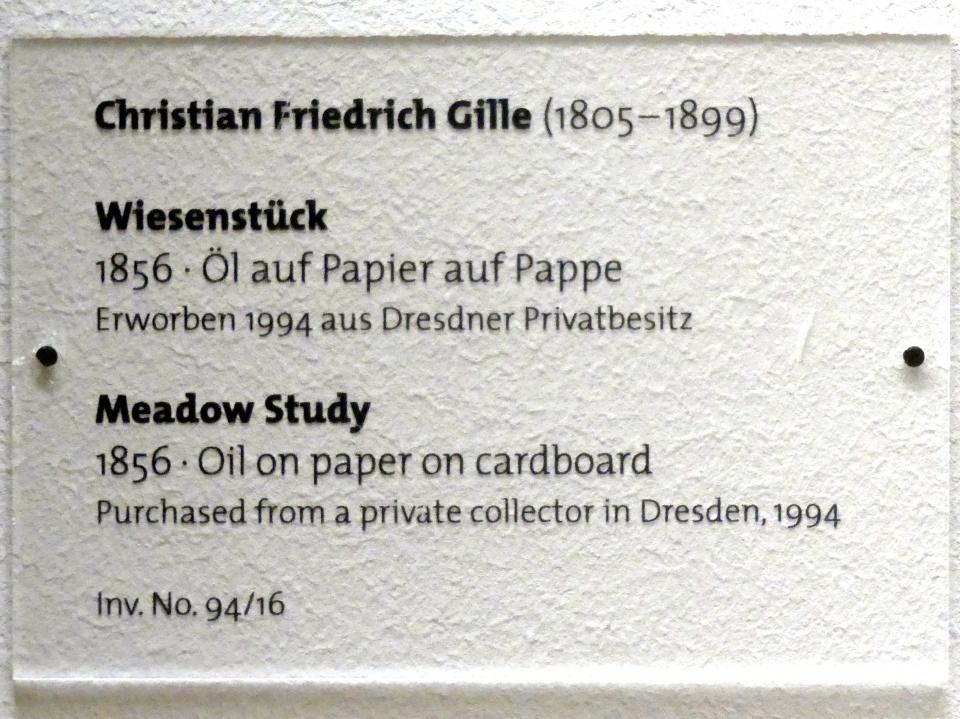 Christian Friedrich Gille (1805–1899)
Wiesenstück
1856 · Öl auf Papier auf Pappe
Erworben 1994 aus Dresdner Privatbesitz
Meadow Study
1856 · Oil on paper on cardboard
Purchased from a private collector in Dresden, 1994
Inv. No. 94/16